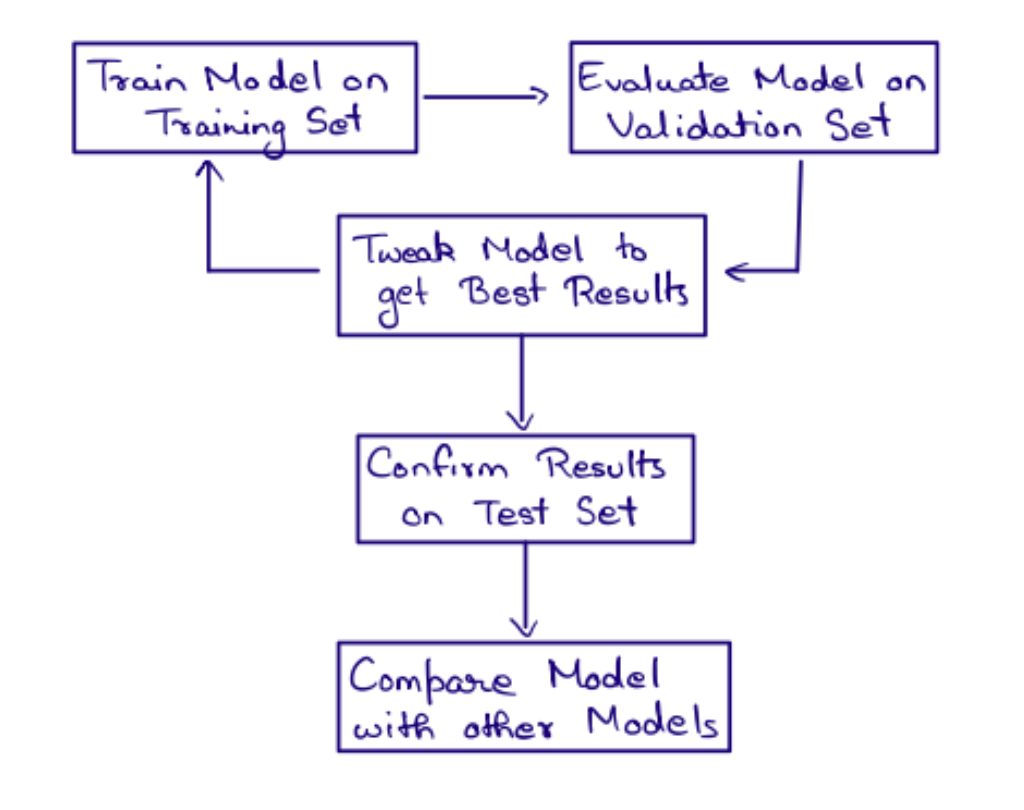 Train Model on
Training Set
Evaluate Model on
Validation Set
Tweak Model to
get Best Results
Confirm Results
on Test Set
Compare Model
with other Models